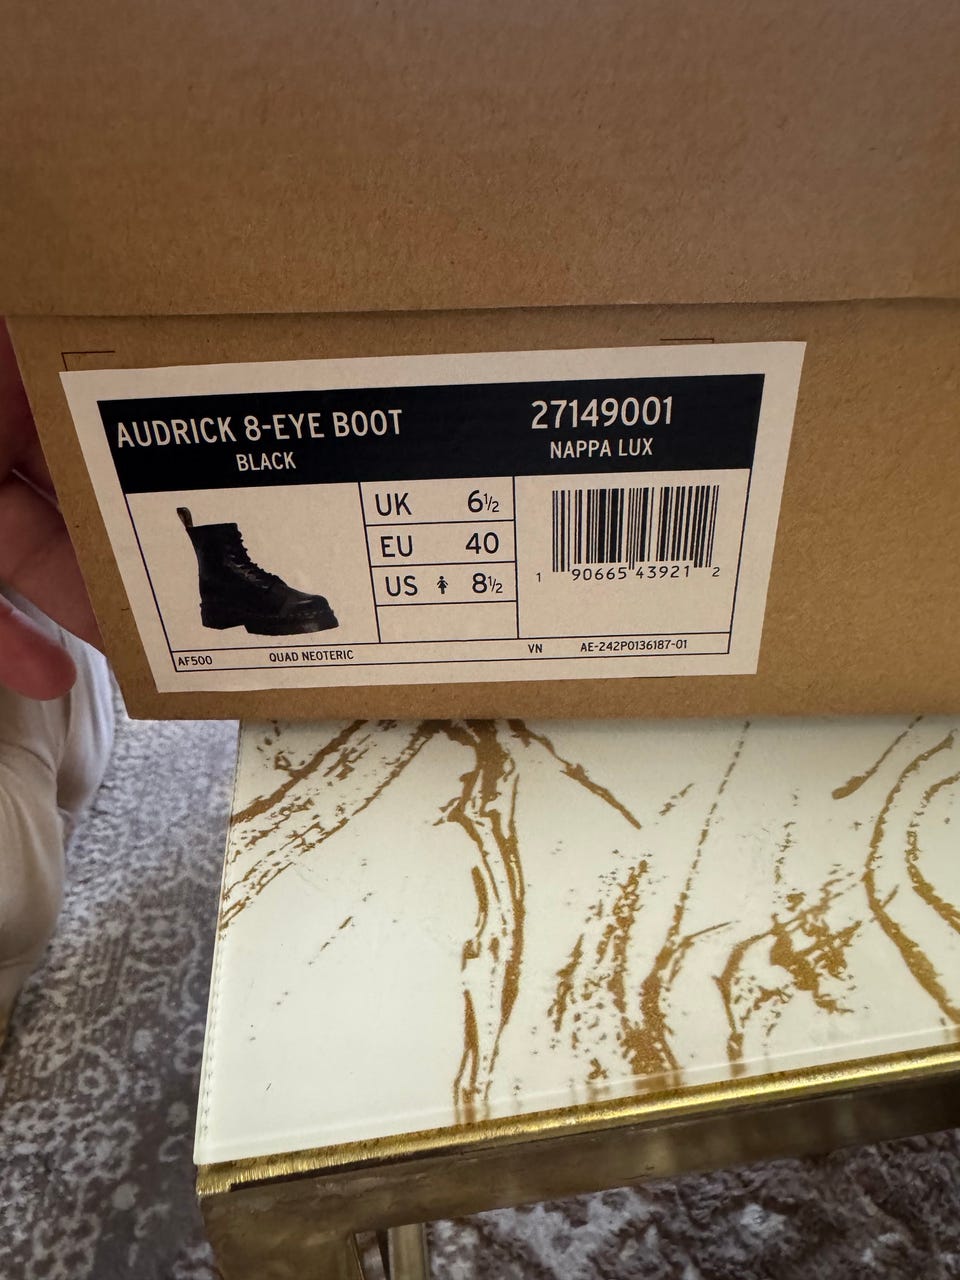 AUDRICK 8-EYE BOOT
BLACK
27149001
NAPPA LUX
UK 6½
EU 40
US 8½
1 90665 43921 2
AF500 QUAD NEOTERIC VN AE-242P0136187-01